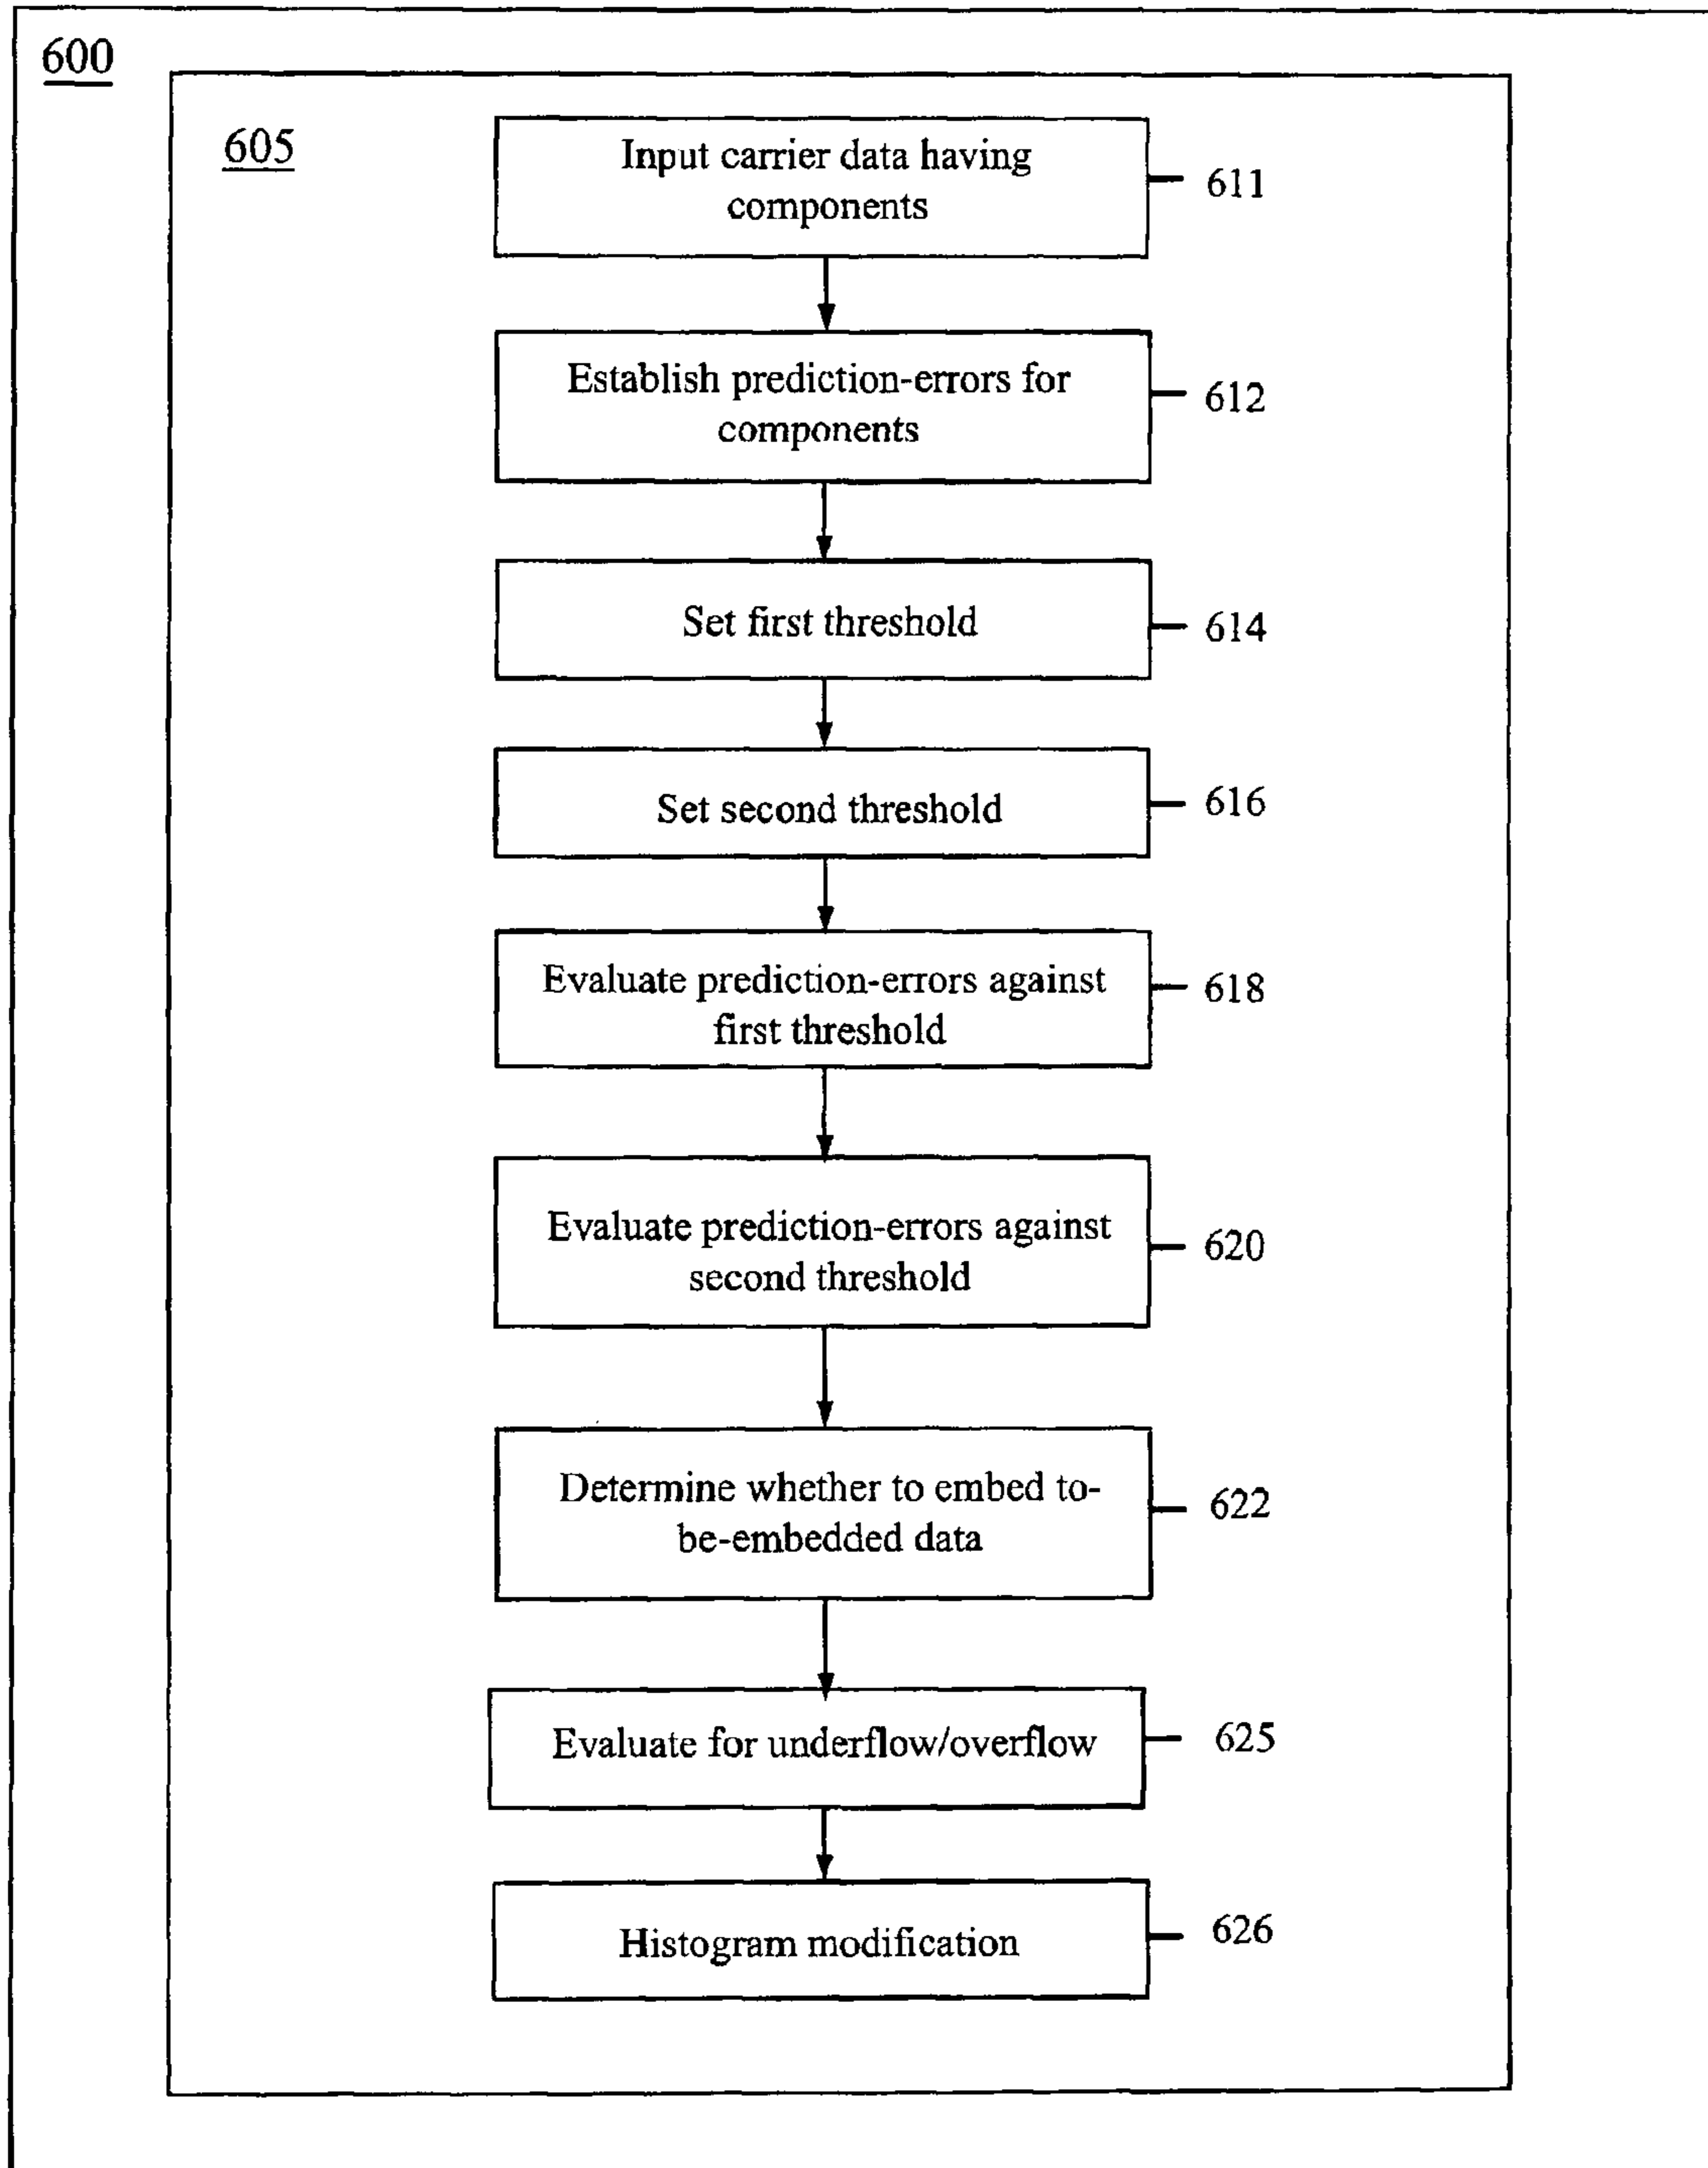 600
605
Input carrier data having
components
611
Establish prediction-errors for
components
612
Set first threshold
614
Set second threshold
616
Evaluate prediction-errors against
first threshold
618
Evaluate prediction-errors against
second threshold
620
Determine whether to embed to-
be-embedded data
622
Evaluate for underflow/overflow
625
Histogram modification
626